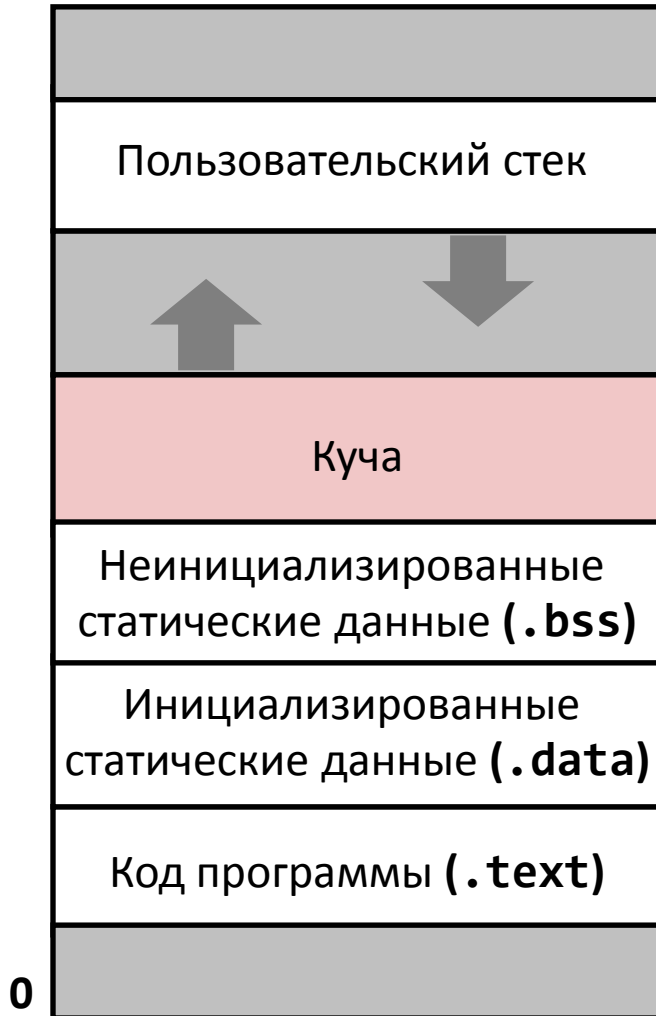 Пользовательский стек
Куча
Неинициализированные
статические данные (.bss)
Инициализированные
статические данные (.data)
Код программы (.text)
0